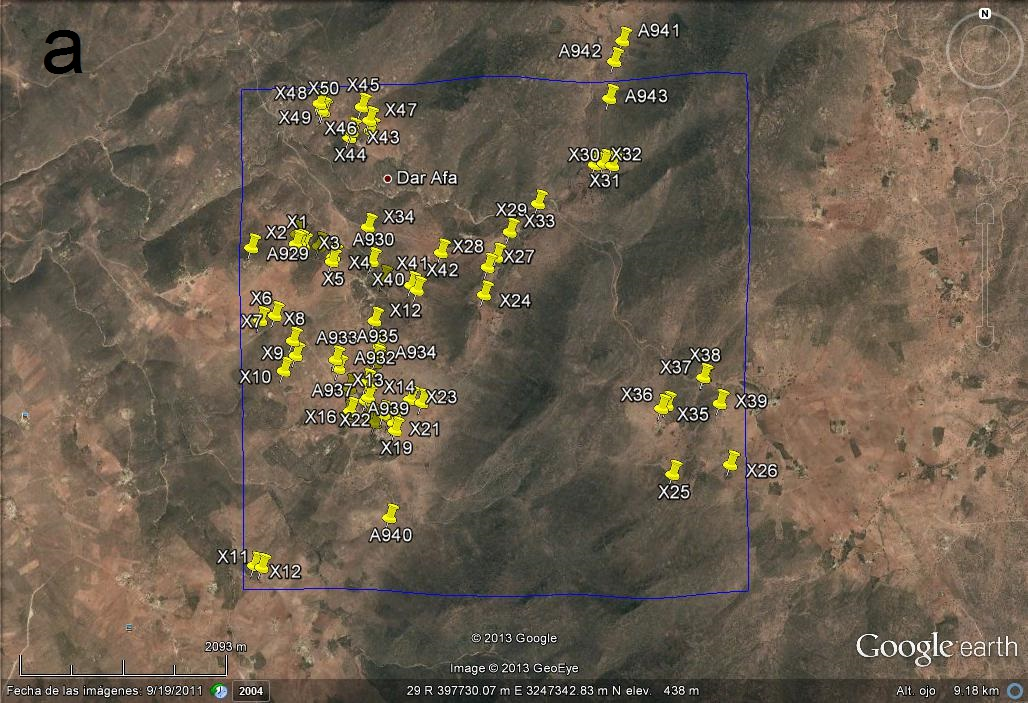 a
N
A941
A942
A943
X48 X50 X45
X49 X47
X46 X43
X44
X30 X32
X31
Dar Afa
X29
X33
X34
X1
X2
A930
A929 X3
X28
X27
X4 X41
X42
X5 X40
X24
X12
X6
X7 X8
A933 A935
X9 A932 A934
X10
X38
X37
A937 X13 X14
X23
X36 X39
X35
X16 X22 A939
X21
X19
X26
X25
A940
X11
X12
2093 m
© 2013 Google
Image © 2013 GeoEye
Google earth
Fecha de las imágenes: 9/19/2011 2004 29 R 397730.07 m E 3247342.83 m N elev. 438 m Alt. ojo 9.18 km